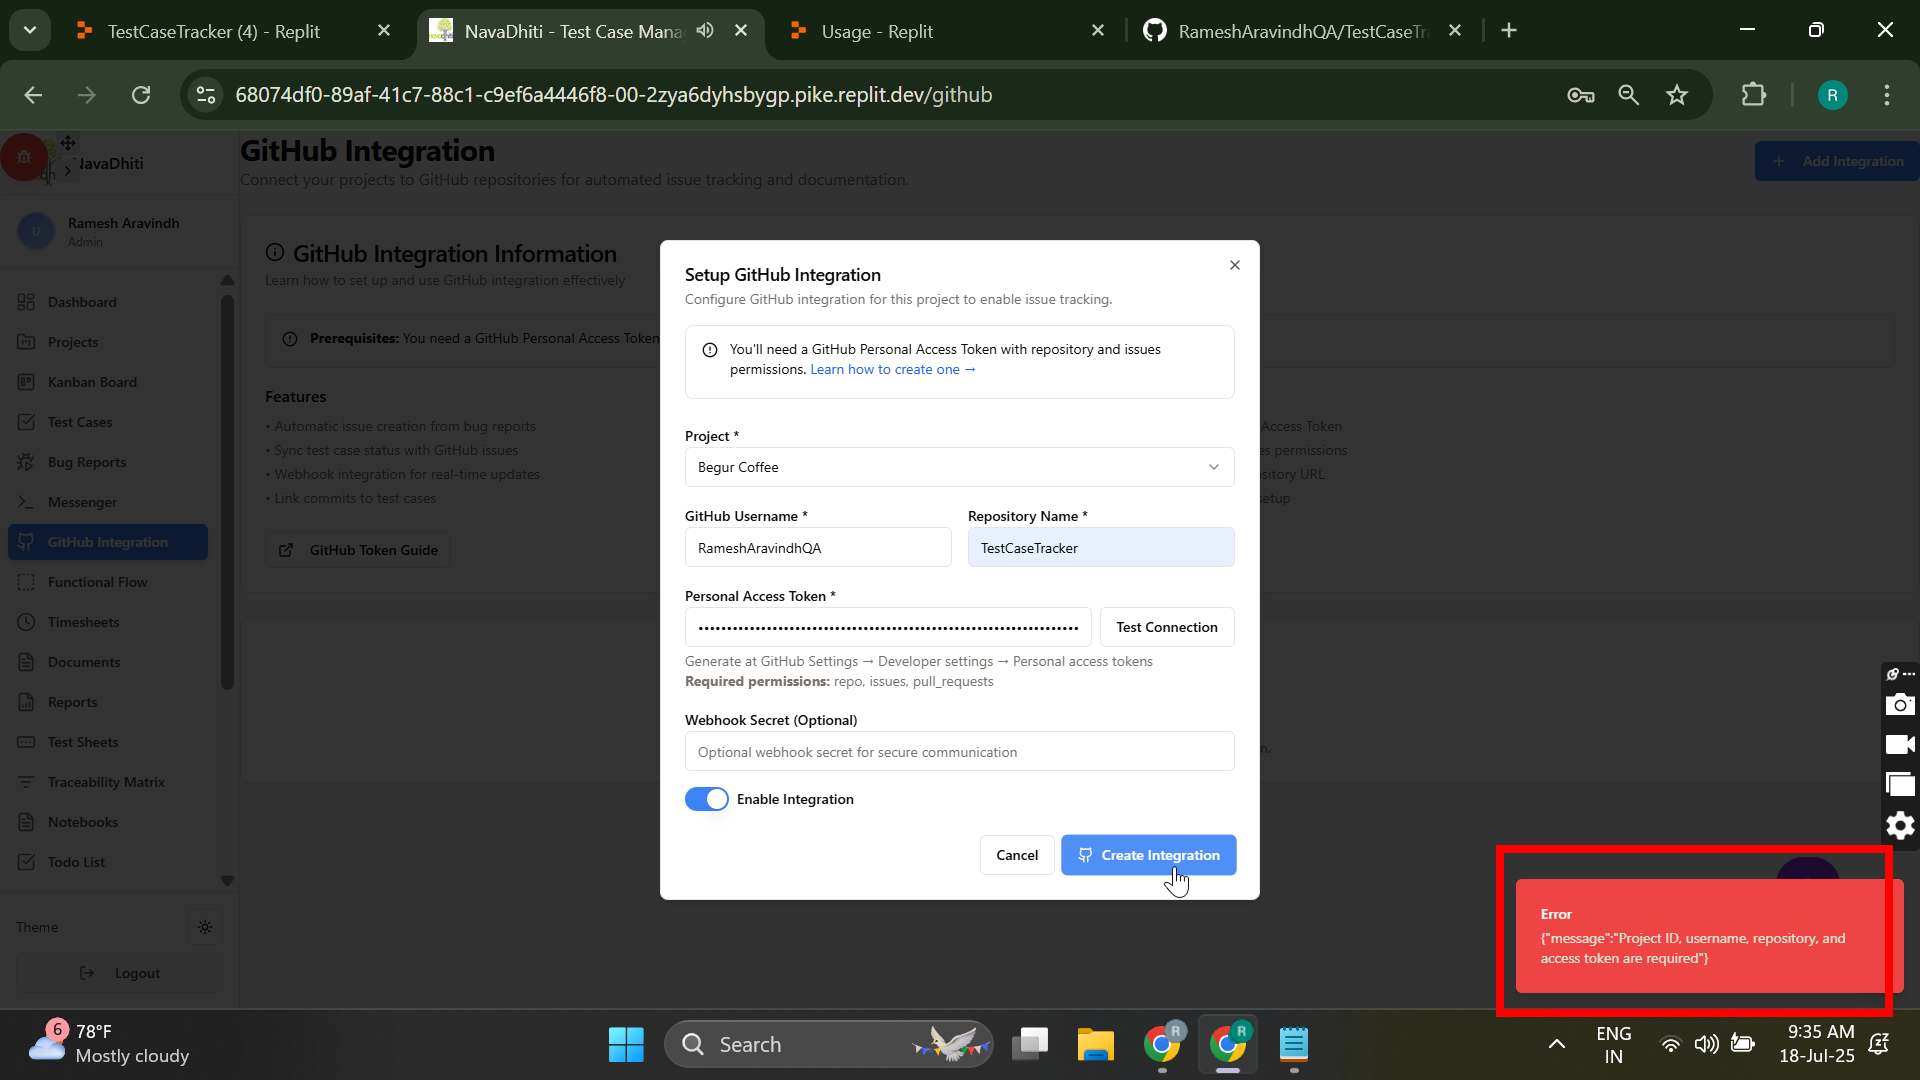 TestCaseTracker (4) - Replit
NavaDhiti - Test Case Mana
Usage - Replit
RameshAravindhQA/TestCaseTr
68074df0-89af-41c7-88c1-c9ef6a4446f8-00-2zya6dyhsbygp.pike.replit.dev/github
R
NavaDhiti
GitHub Integration
Connect your projects to GitHub repositories for automated issue tracking and documentation.
+ Add Integration
U
Ramesh Aravindh
Admin
GitHub Integration Information
Learn how to set up and use GitHub integration effectively
Prerequisites: You need a GitHub Personal Access Token
Features
• Automatic issue creation from bug reports
• Sync test case status with GitHub issues
• Webhook integration for real-time updates
• Link commits to test cases
GitHub Token Guide
Access Token
permissions
URL
setup
Dashboard
Projects
Kanban Board
Test Cases
Bug Reports
Messenger
GitHub Integration
Functional Flow
Timesheets
Documents
Reports
Test Sheets
Traceability Matrix
Notebooks
Todo List
Theme
Logout
Setup GitHub Integration
Configure GitHub integration for this project to enable issue tracking.
You'll need a GitHub Personal Access Token with repository and issues
permissions. Learn how to create one →
Project *
Begur Coffee
GitHub Username *
Repository Name *
RameshAravindhQA
TestCaseTracker
Personal Access Token *
Test Connection
Generate at GitHub Settings → Developer settings → Personal access tokens
Required permissions: repo, issues, pull_requests
Webhook Secret (Optional)
Optional webhook secret for secure communication
Enable Integration
Cancel
Create Integration
Error
{"message":"Project ID, username, repository, and
access token are required"}
6
78°F
Mostly cloudy
Search
R
R
ENG
IN
9:35 AM
18-Jul-25